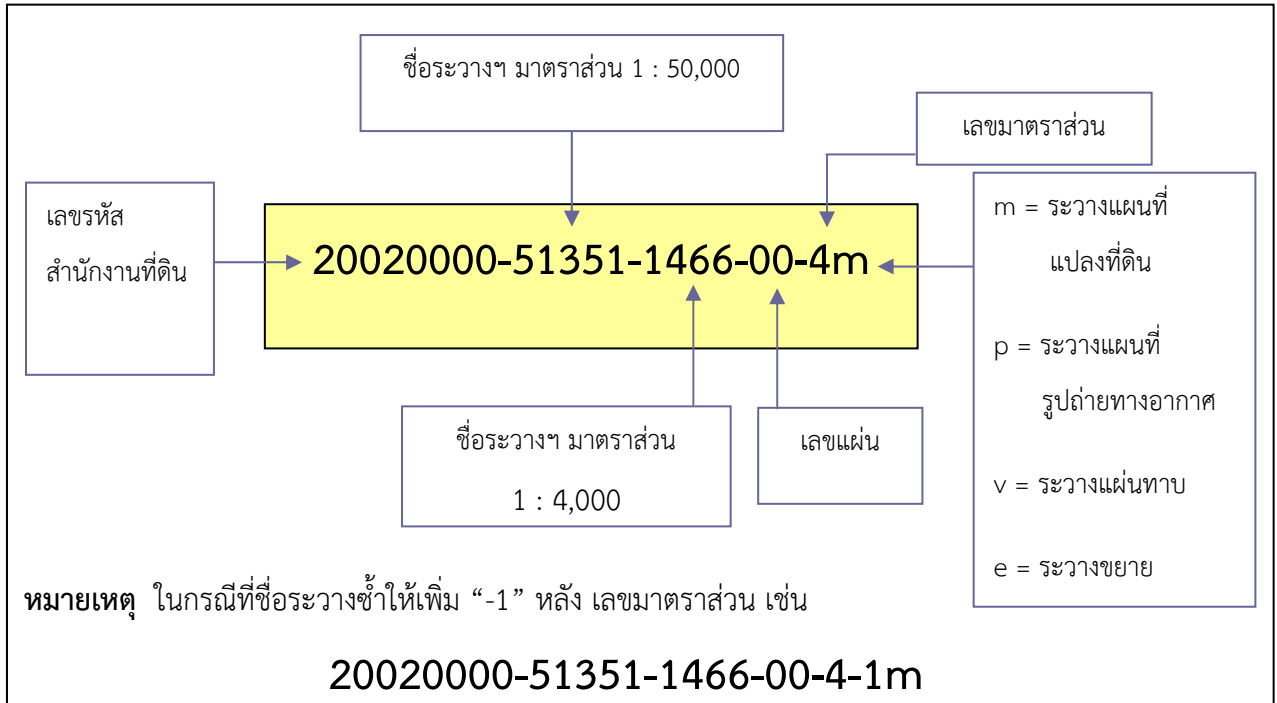 ชื่อระวางฯ มาตราส่วน 1 : 50,000
เลขมาตราส่วน
เลขรหัส
สำนักงานที่ดิน
20020000-51351-1466-00-4m
m = ระวางแผนที่
แปลงที่ดิน
p = ระวางแผนที่
รูปถ่ายทางอากาศ
v = ระวางแผ่นทาบ
e = ระวางขยาย
ชื่อระวางฯ มาตราส่วน
1 : 4,000
เลขแผ่น
หมายเหตุ ในกรณีที่ชื่อระวางซ้ำให้เพิ่ม “-1” หลัง เลขมาตราส่วน เช่น
20020000-51351-1466-00-4-1m